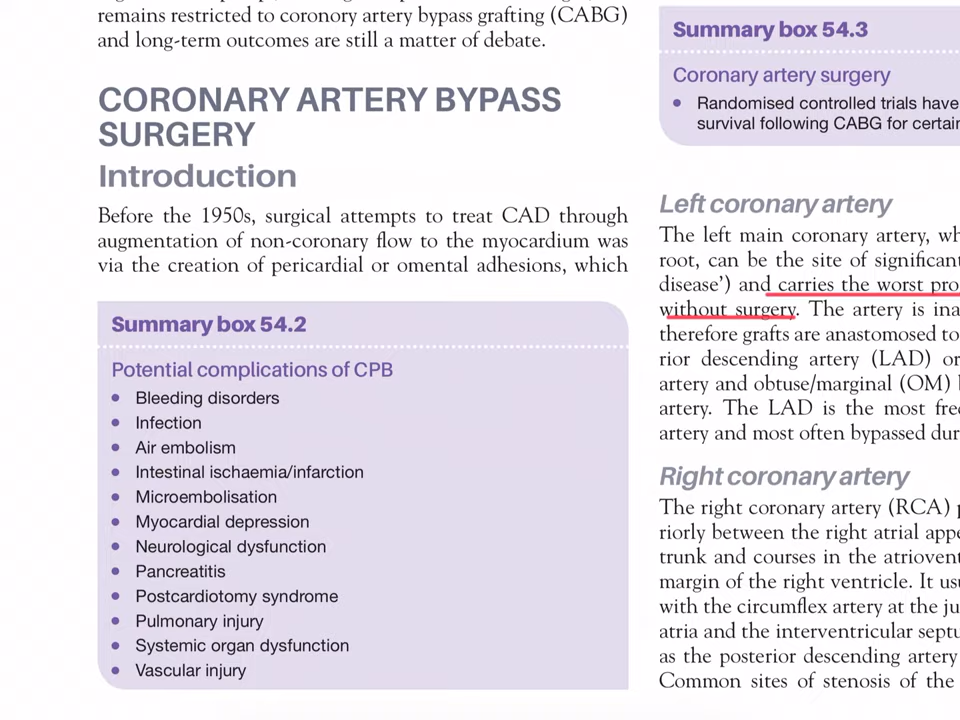 remains restricted to coronory artery bypass grafting (CABG)
and long-term outcomes are still a matter of debate.
CORONARY ARTERY BYPASS
SURGERY
Introduction
Before the 1950s, surgical attempts to treat CAD through
augmentation of non-coronary flow to the myocardium was
via the creation of pericardial or omental adhesions, which
Summary box 54.2
Potential complications of CPB
• Bleeding disorders
• Infection
• Air embolism
• Intestinal ischaemia/infarction
• Microembolisation
• Myocardial depression
• Neurological dysfunction
• Pancreatitis
• Postcardiotomy syndrome
• Pulmonary injury
• Systemic organ dysfunction
• Vascular injury
Summary box 54.3
Coronary artery surgery
• Randomised controlled trials have
survival following CABG for certain
Left coronary artery
The left main coronary artery, wh
root, can be the site of significant
disease') and carries the worst pro
without surgery. The artery is ina
therefore grafts are anastomosed to
rior descending artery (LAD) or
artery and obtuse/marginal (OM)
artery. The LAD is the most fre
artery and most often bypassed dur
Right coronary artery
The right coronary artery (RCA) p
riorly between the right atrial appe
trunk and courses in the atriovent
margin of the right ventricle. It usu
with the circumflex artery at the ju
atria and the interventricular septu
as the posterior descending artery
Common sites of stenosis of the